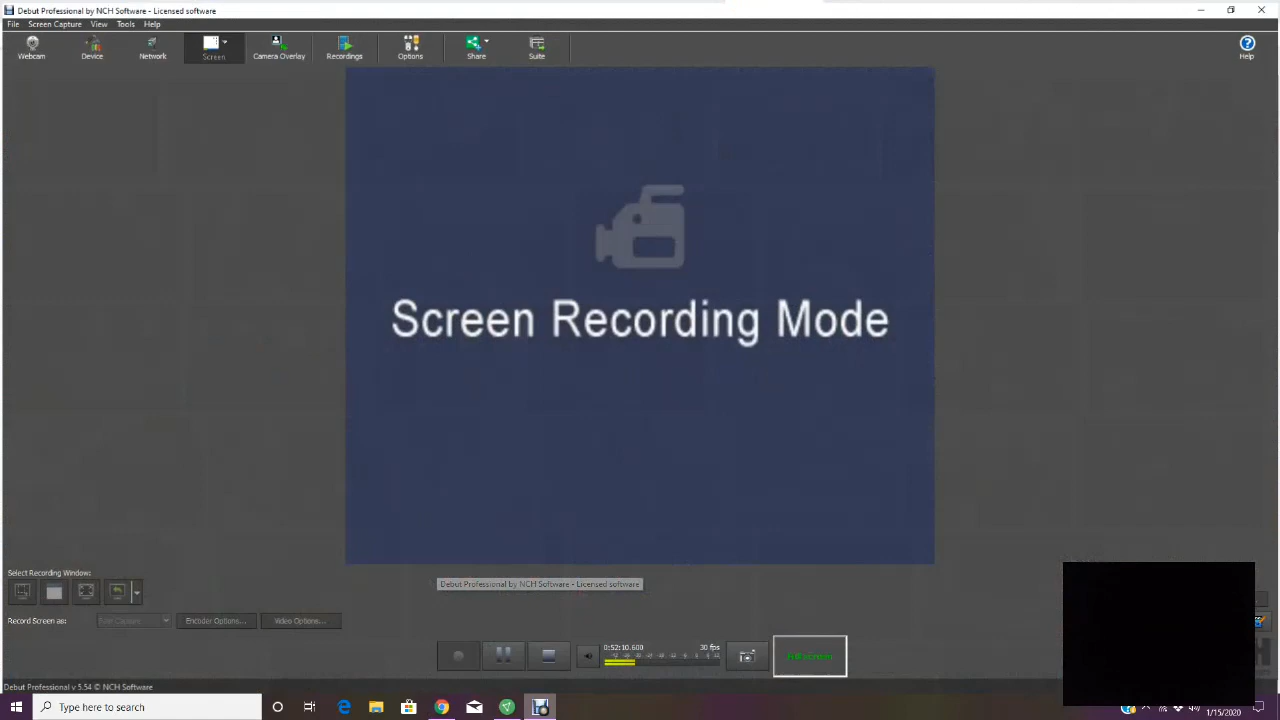 Debut Professional by NCH Software - Licensed software
File Screen Capture View Tools Help
Webcam Device Network Screen Camera Overlay Recordings Options Share Suite Help
Screen Recording Mode
Select Recording Window:
Debut Professional by NCH Software - Licensed software
Record Screen as: Encoder Options... Video Options...
0:52:10.600 30 fps
Full screen
Debut Professional v 5.54 © NCH Software
Type here to search
1/15/2020